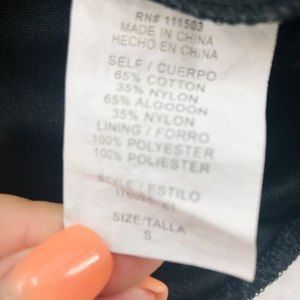 RN# 111503
MADE IN CHINA
HECHO EN CHINA
SELF / CUERPO
65% COTTON
35% NYLON
65% ALGODON
35% NYLON
LINING / FORRO
100% POLYESTER
100% POLIESTER
STYLE / ESTILO
SIZE/TALLA
S